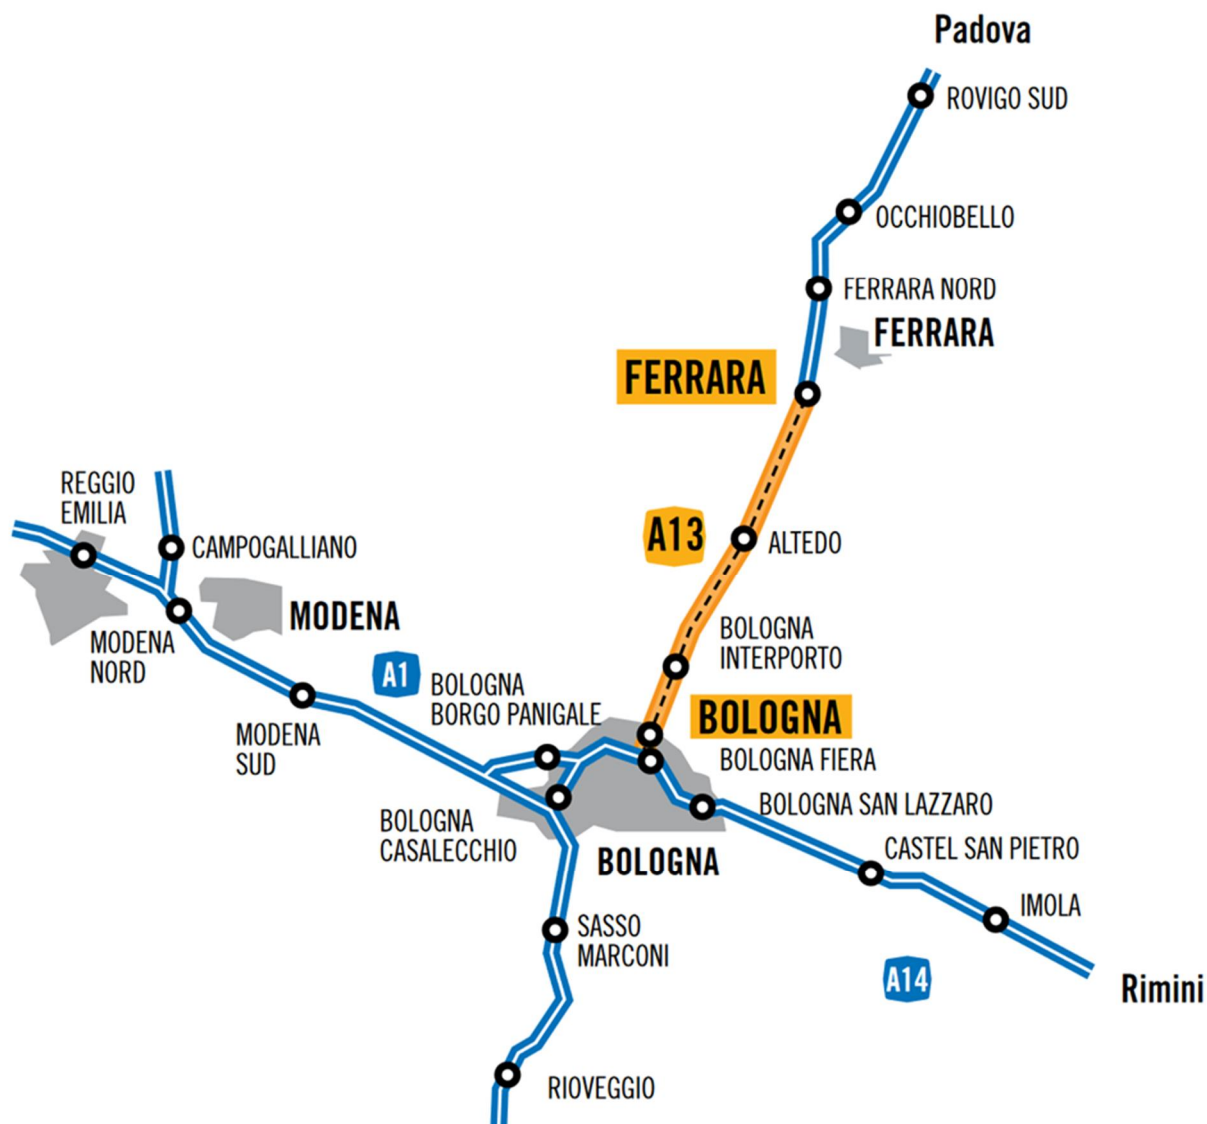 Padova
ROVIGO SUD
OCCHIOBELLO
FERRARA NORD
FERRARA
FERRARA
REGGIO
EMILIA
CAMPOGALLIANO
A13
ALTEDO
MODENA
MODENA
NORD
BOLOGNA
INTERPORTO
A1
BOLOGNA
BORGO PANIGALE
BOLOGNA
MODENA
SUD
BOLOGNA FIERA
BOLOGNA SAN LAZZARO
BOLOGNA
CASALECCHIO
BOLOGNA
CASTEL SAN PIETRO
IMOLA
SASSO
MARCONI
A14
Rimini
RIOVEGGIO